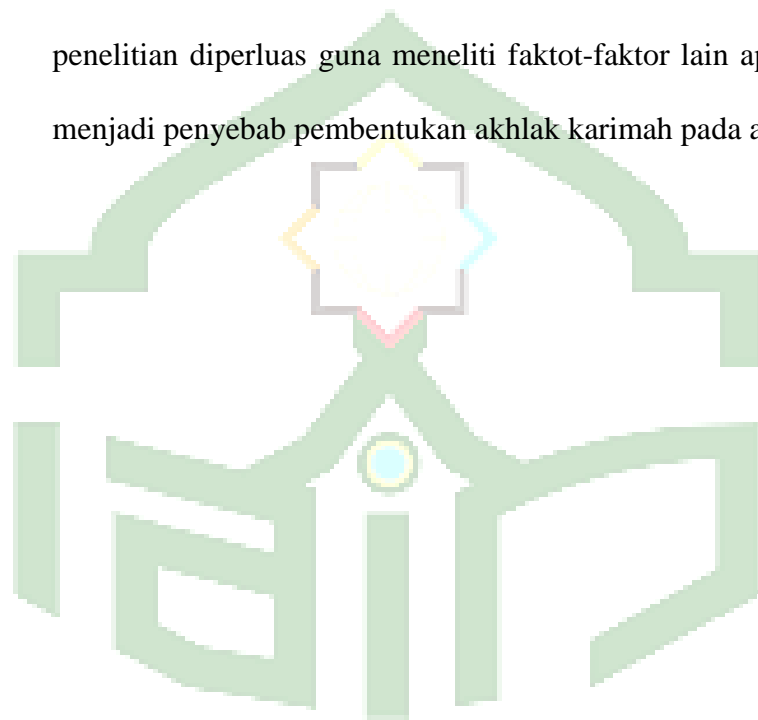 penelitian diperluas guna meneliti faktot-faktor lain
menjadi penyebab pembentukan akhlak karimah pada